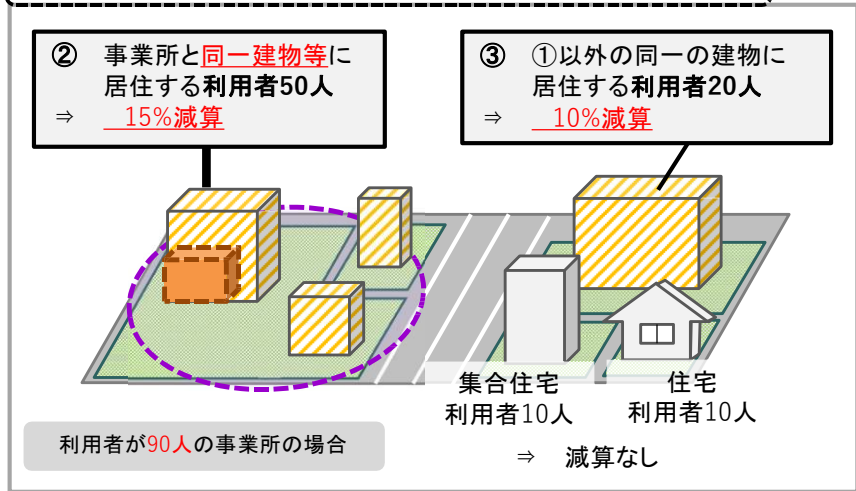 ② 事業所と同一建物等に
居住する利用者50人
⇒ 15%減算
③ ①以外の同一の建物に
居住する利用者20人
⇒ 10%減算
集合住宅
利用者10人
住宅
利用者10人
⇒ 減算なし
利用者が90人の事業所の場合